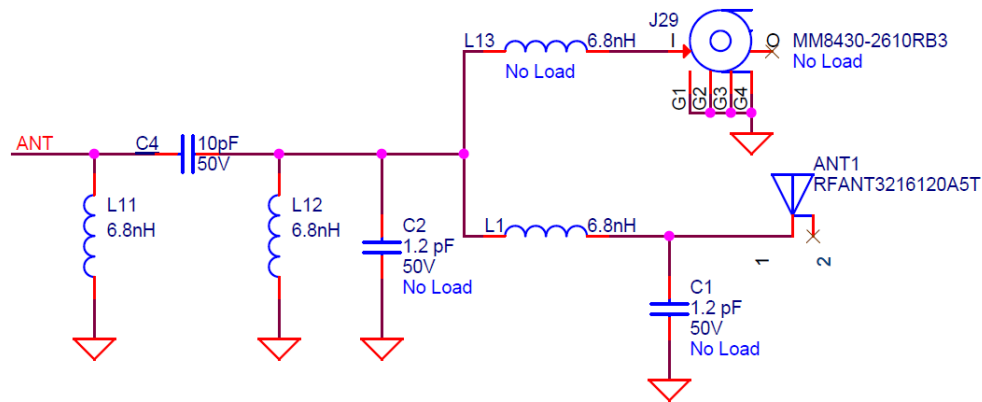 J29
L13
6.8nH
I
O
MM8430-2610RB3
No Load
No Load
G1
G2
G3
G4
ANT
C4
10pF
50V
ANT1
RFANT3216120A5T
L11
6.8nH
L12
6.8nH
C2
1.2 pF
50V
No Load
L1
6.8nH
1
2
C1
1.2 pF
50V
No Load